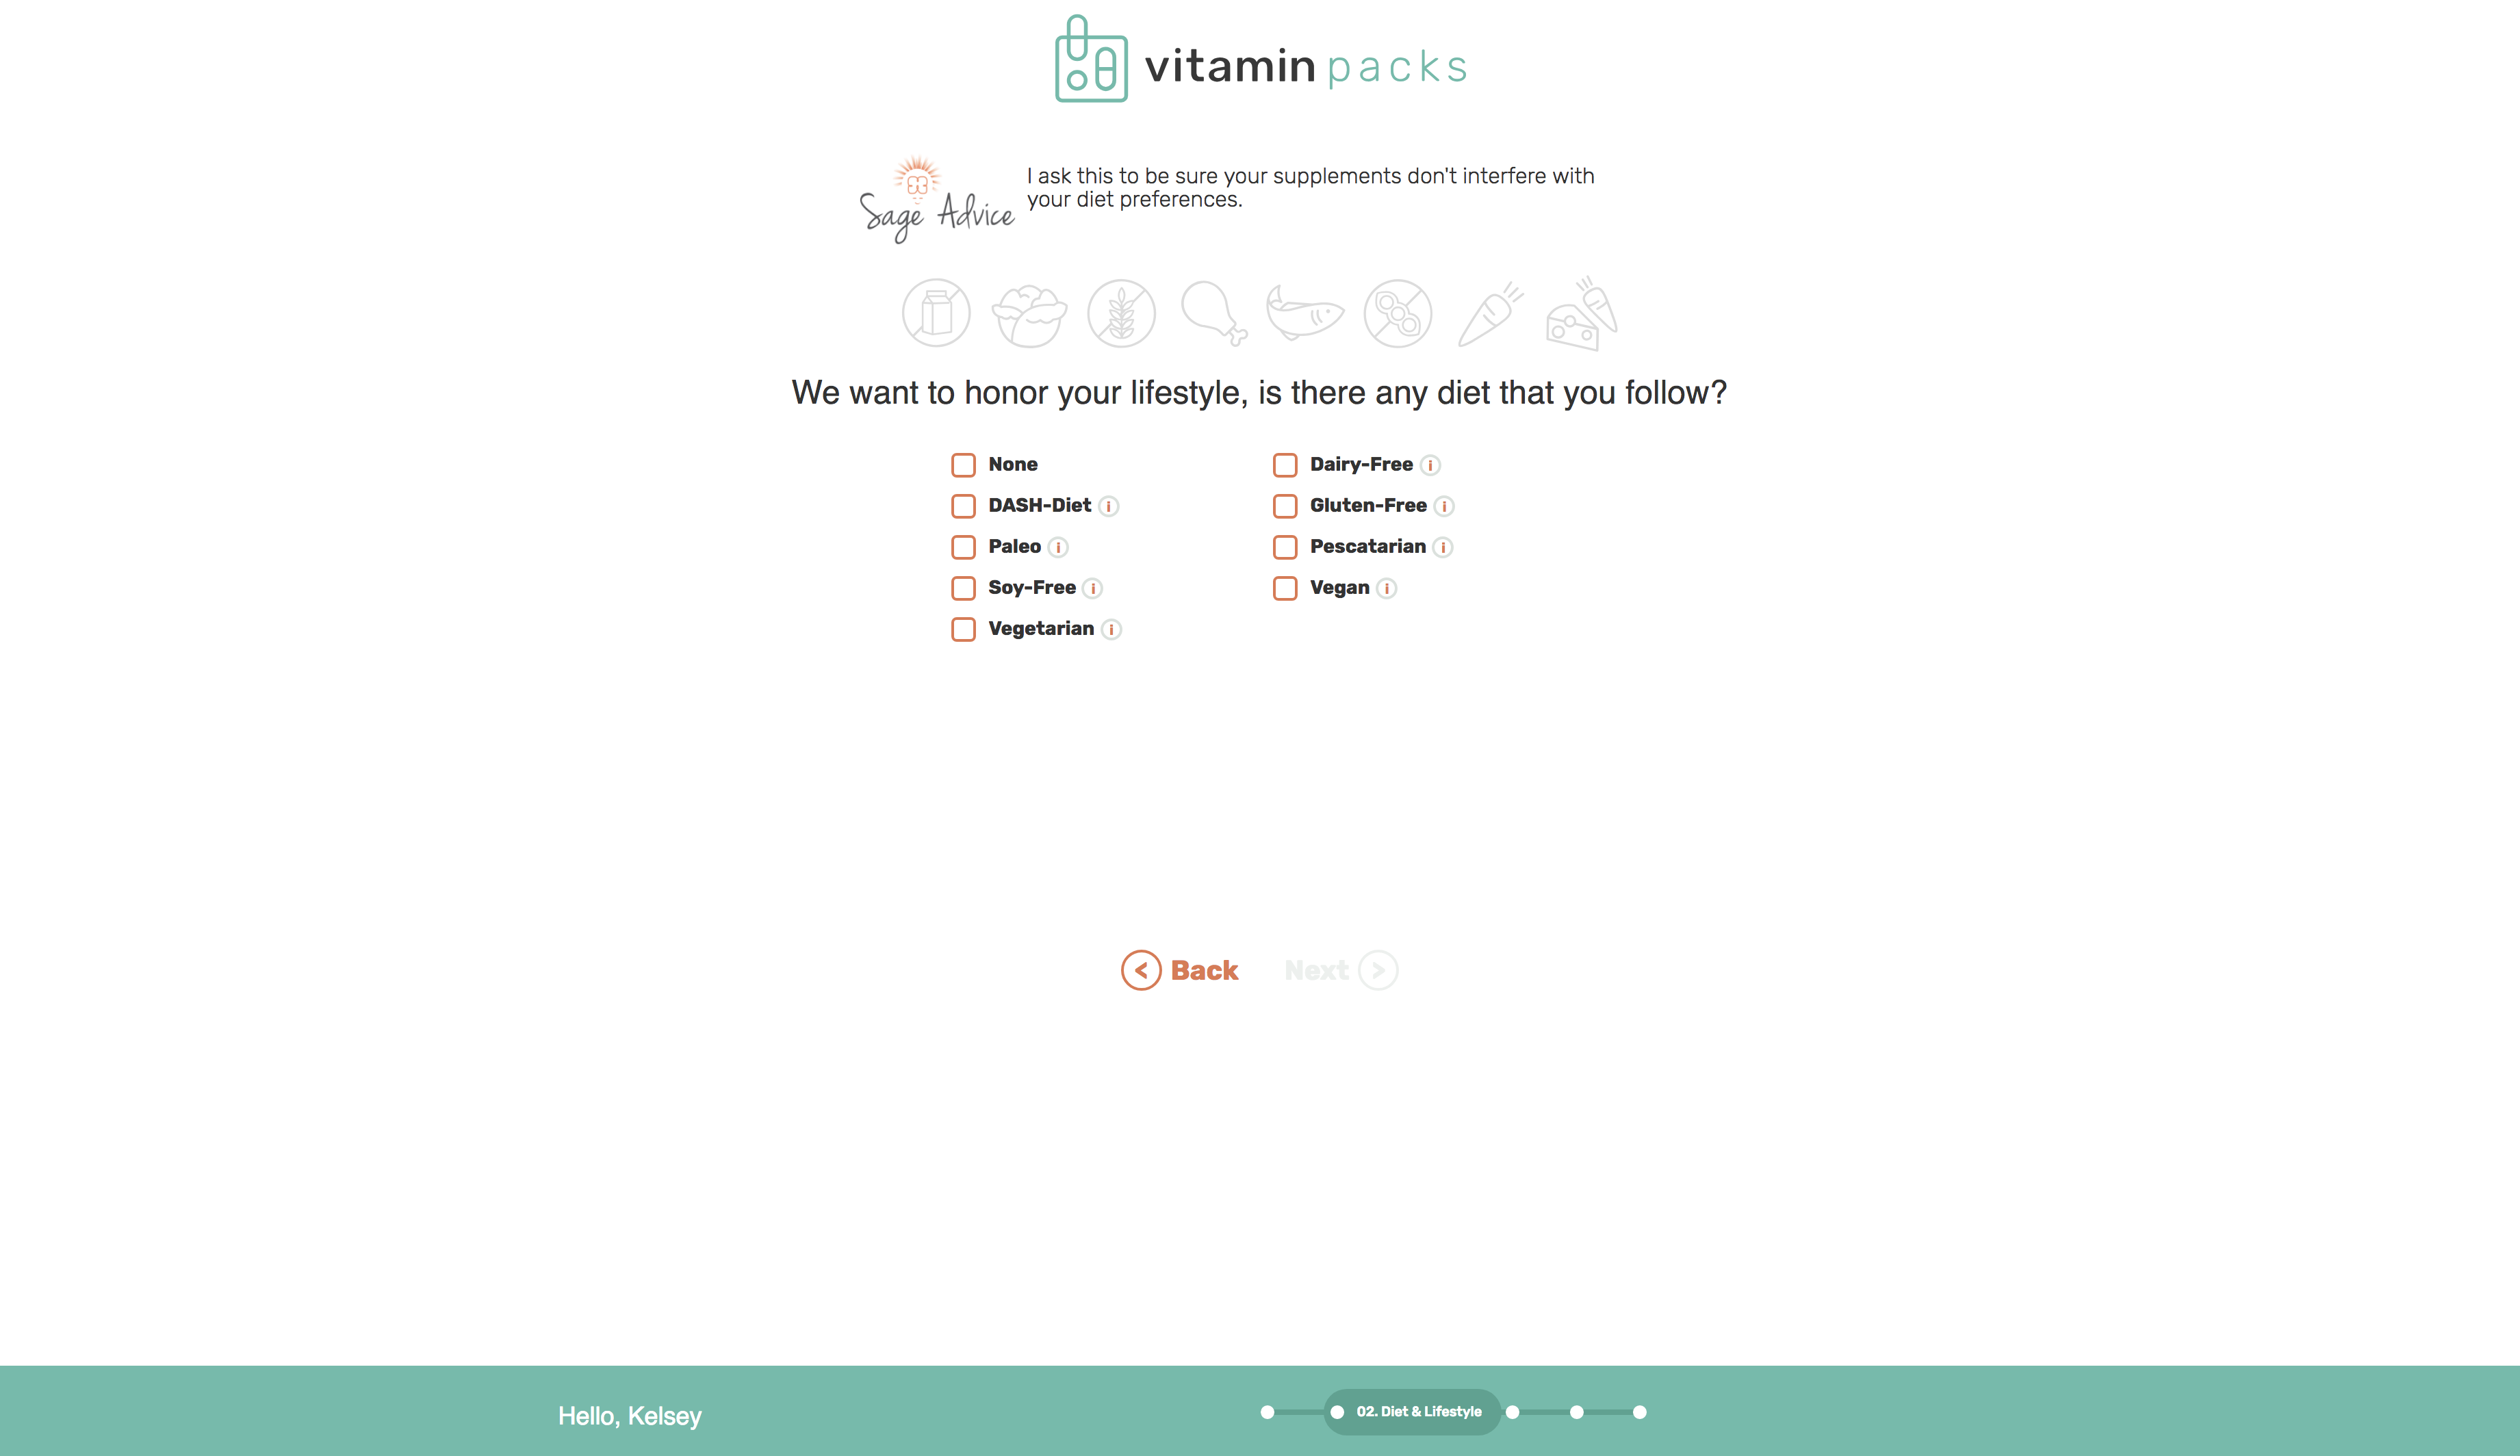 vitamin packs
Sage Advice
I ask this to be sure your supplements don't interfere with
your diet preferences.
We want to honor your lifestyle, is there any diet that you follow?
None
Dairy-Free i
DASH-Diet i
Gluten-Free i
Paleo i
Pescatarian i
Soy-Free i
Vegan i
Vegetarian i
< Back
Next >
Hello, Kelsey
02. Diet & Lifestyle